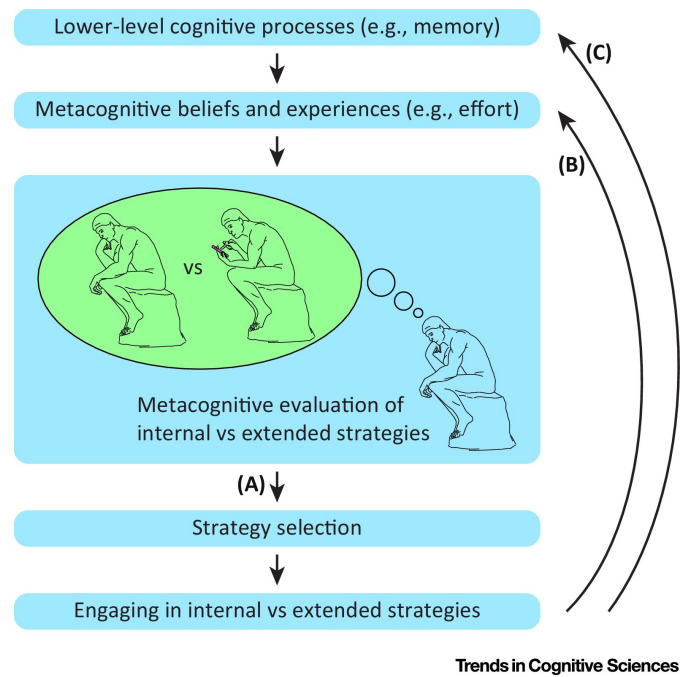 Lower-level cognitive processes (e.g., memory)
(C)
Metacognitive beliefs and experiences (e.g., effort)
(B)
vs
Metacognitive evaluation of
internal vs extended strategies
(A)
Strategy selection
Engaging in internal vs extended strategies
Trends in Cognitive Sciences